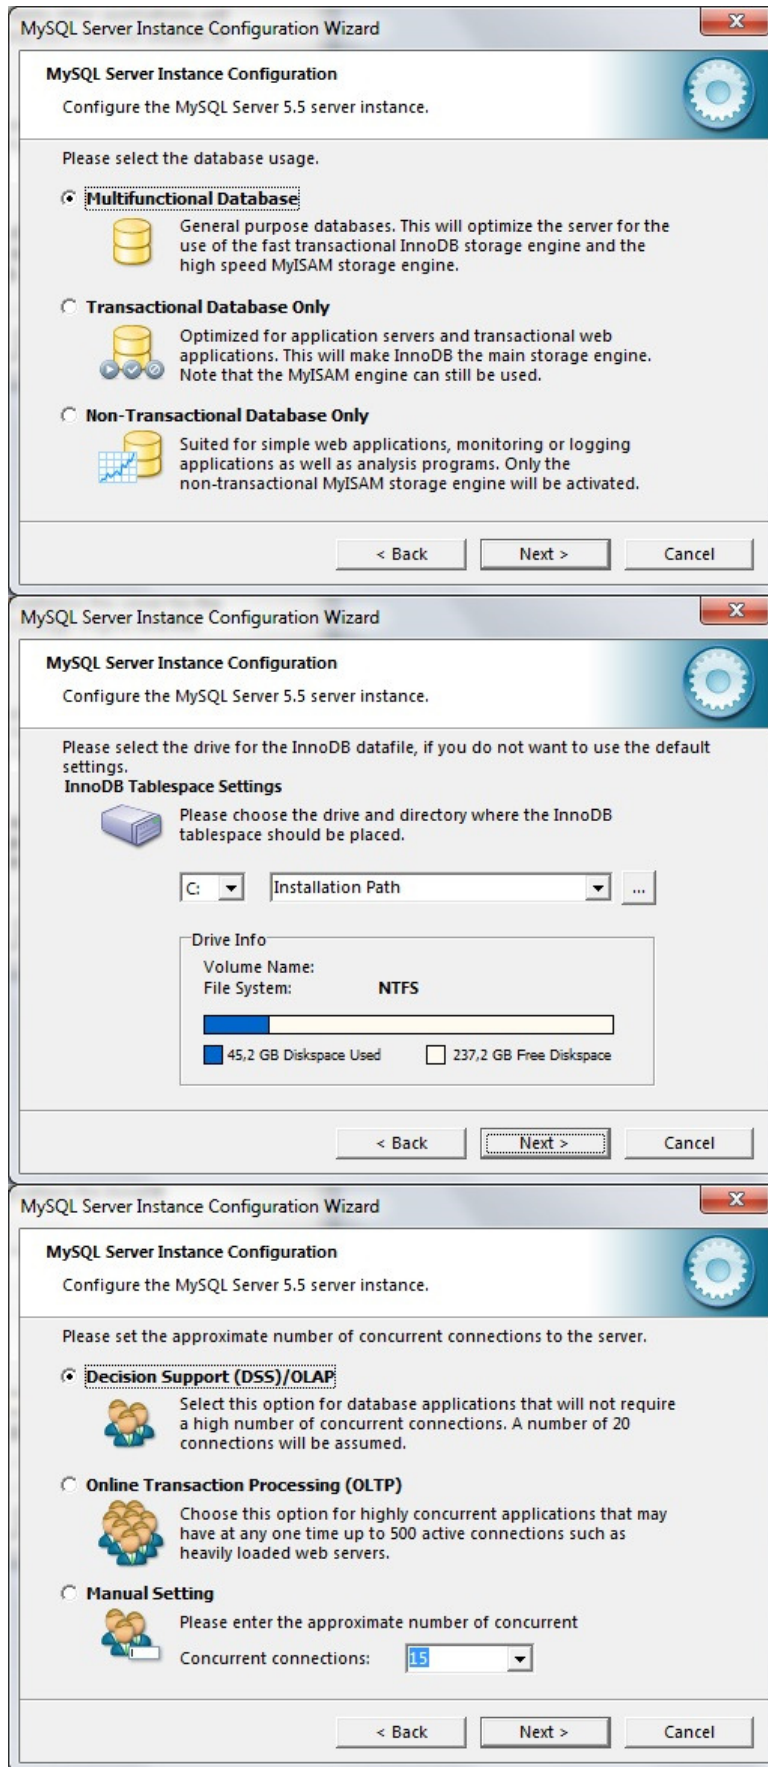 MySQL Server Instance Configuration Wizard
MySQL Server Instance Configuration
Configure the MySQL Server 5.5 server instance.
Please select the database usage.
Multifunctional Database
General purpose databases. This will optimize the server for the
use of the fast transactional InnoDB storage engine and the
high speed MyISAM storage engine.
Transactional Database Only
Optimized for application servers and transactional web
applications. This will make InnoDB the main storage engine.
Note that the MyISAM engine can still be used.
Non-Transactional Database Only
Suited for simple web applications, monitoring or logging
applications as well as analysis programs. Only the
non-transactional MyISAM storage engine will be activated.
< Back Next > Cancel
MySQL Server Instance Configuration Wizard
MySQL Server Instance Configuration
Configure the MySQL Server 5.5 server instance.
Please select the drive for the InnoDB datafile, if you do not want to use the default
settings.
InnoDB Tablespace Settings
Please choose the drive and directory where the InnoDB
tablespace should be placed.
C: Installation Path ...
Drive Info
Volume Name:
File System: NTFS
45,2 GB Diskspace Used 237,2 GB Free Diskspace
< Back Next > Cancel
MySQL Server Instance Configuration Wizard
MySQL Server Instance Configuration
Configure the MySQL Server 5.5 server instance.
Please set the approximate number of concurrent connections to the server.
Decision Support (DSS)/OLAP
Select this option for database applications that will not require
a high number of concurrent connections. A number of 20
connections will be assumed.
Online Transaction Processing (OLTP)
Choose this option for highly concurrent applications that may
have at any one time up to 500 active connections such as
heavily loaded web servers.
Manual Setting
Please enter the approximate number of concurrent
Concurrent connections: 15
< Back Next > Cancel